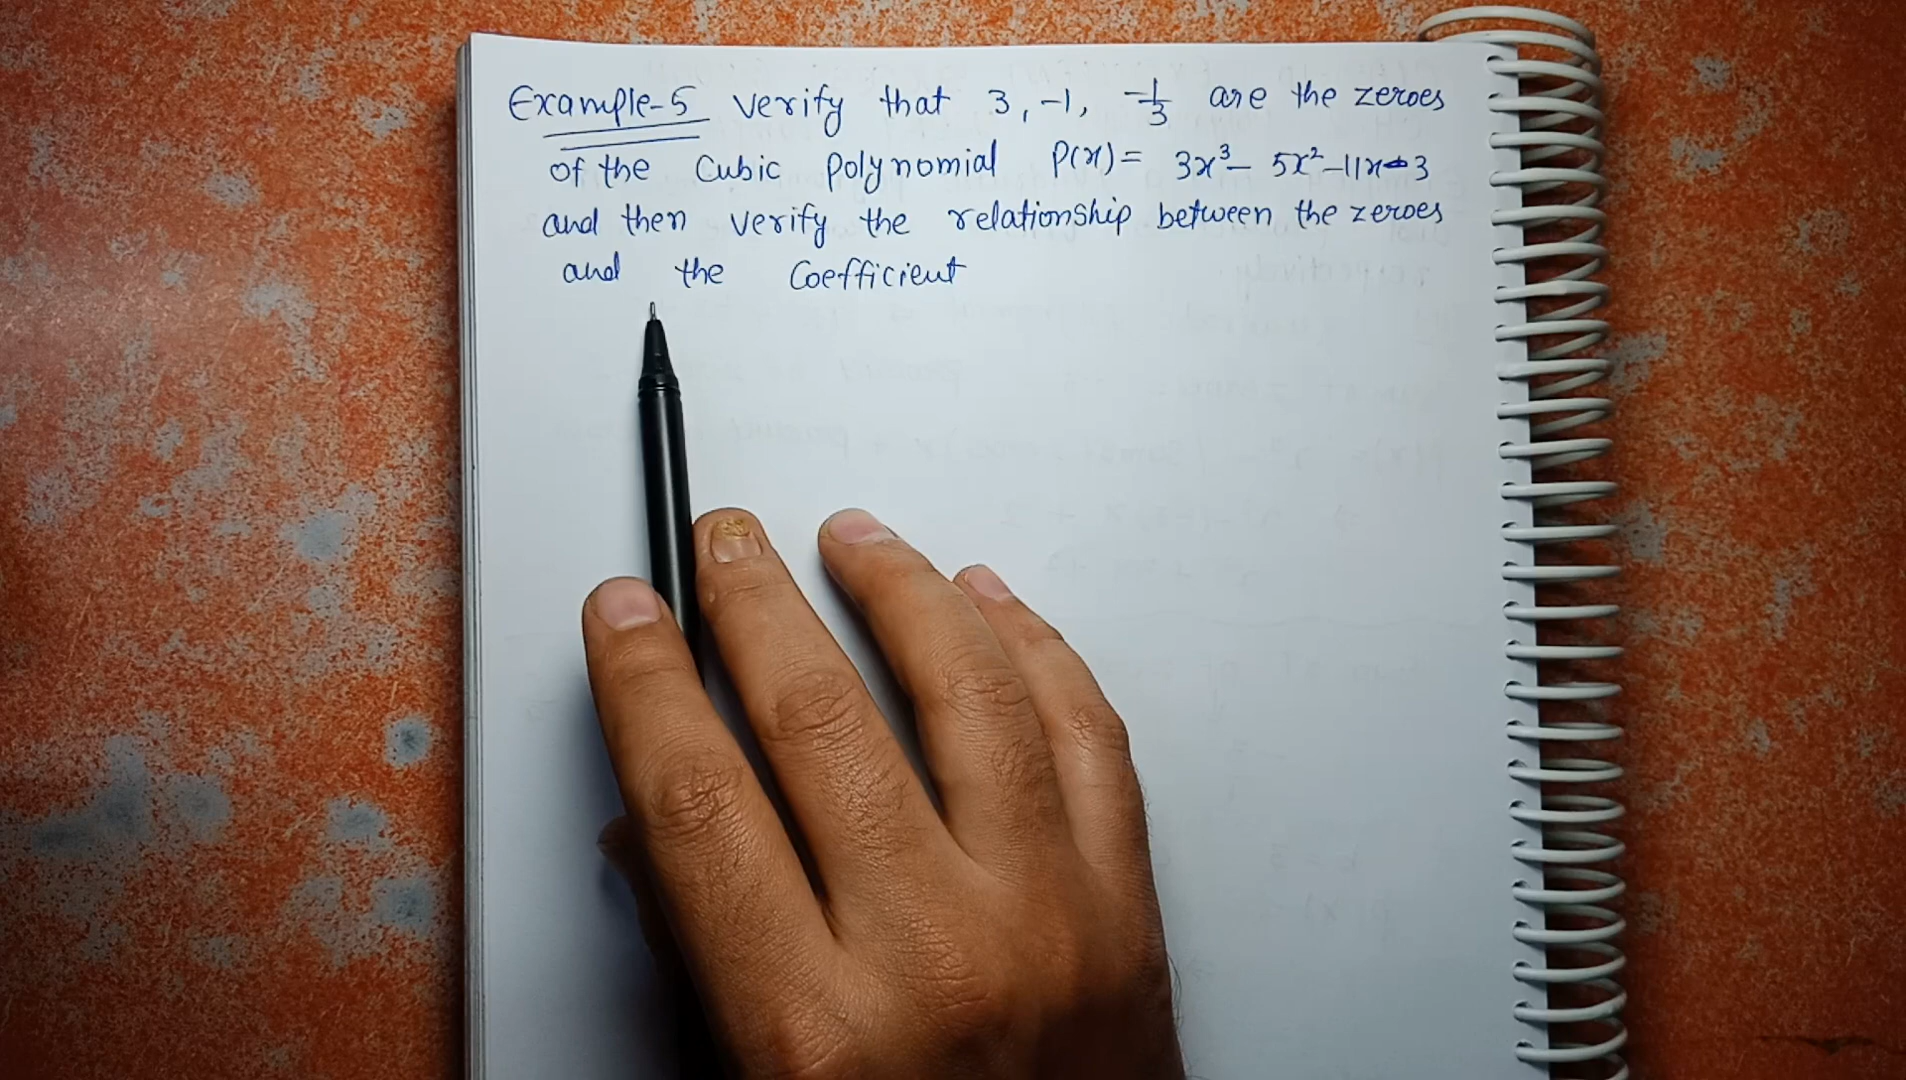 Example-5 verify that 3, -1, -1/3 are the zeroes
of the Cubic Polynomial P(x) = 3x³ - 5x² - 11x - 3
and then verify the relationship between the zeroes
and the Coefficient